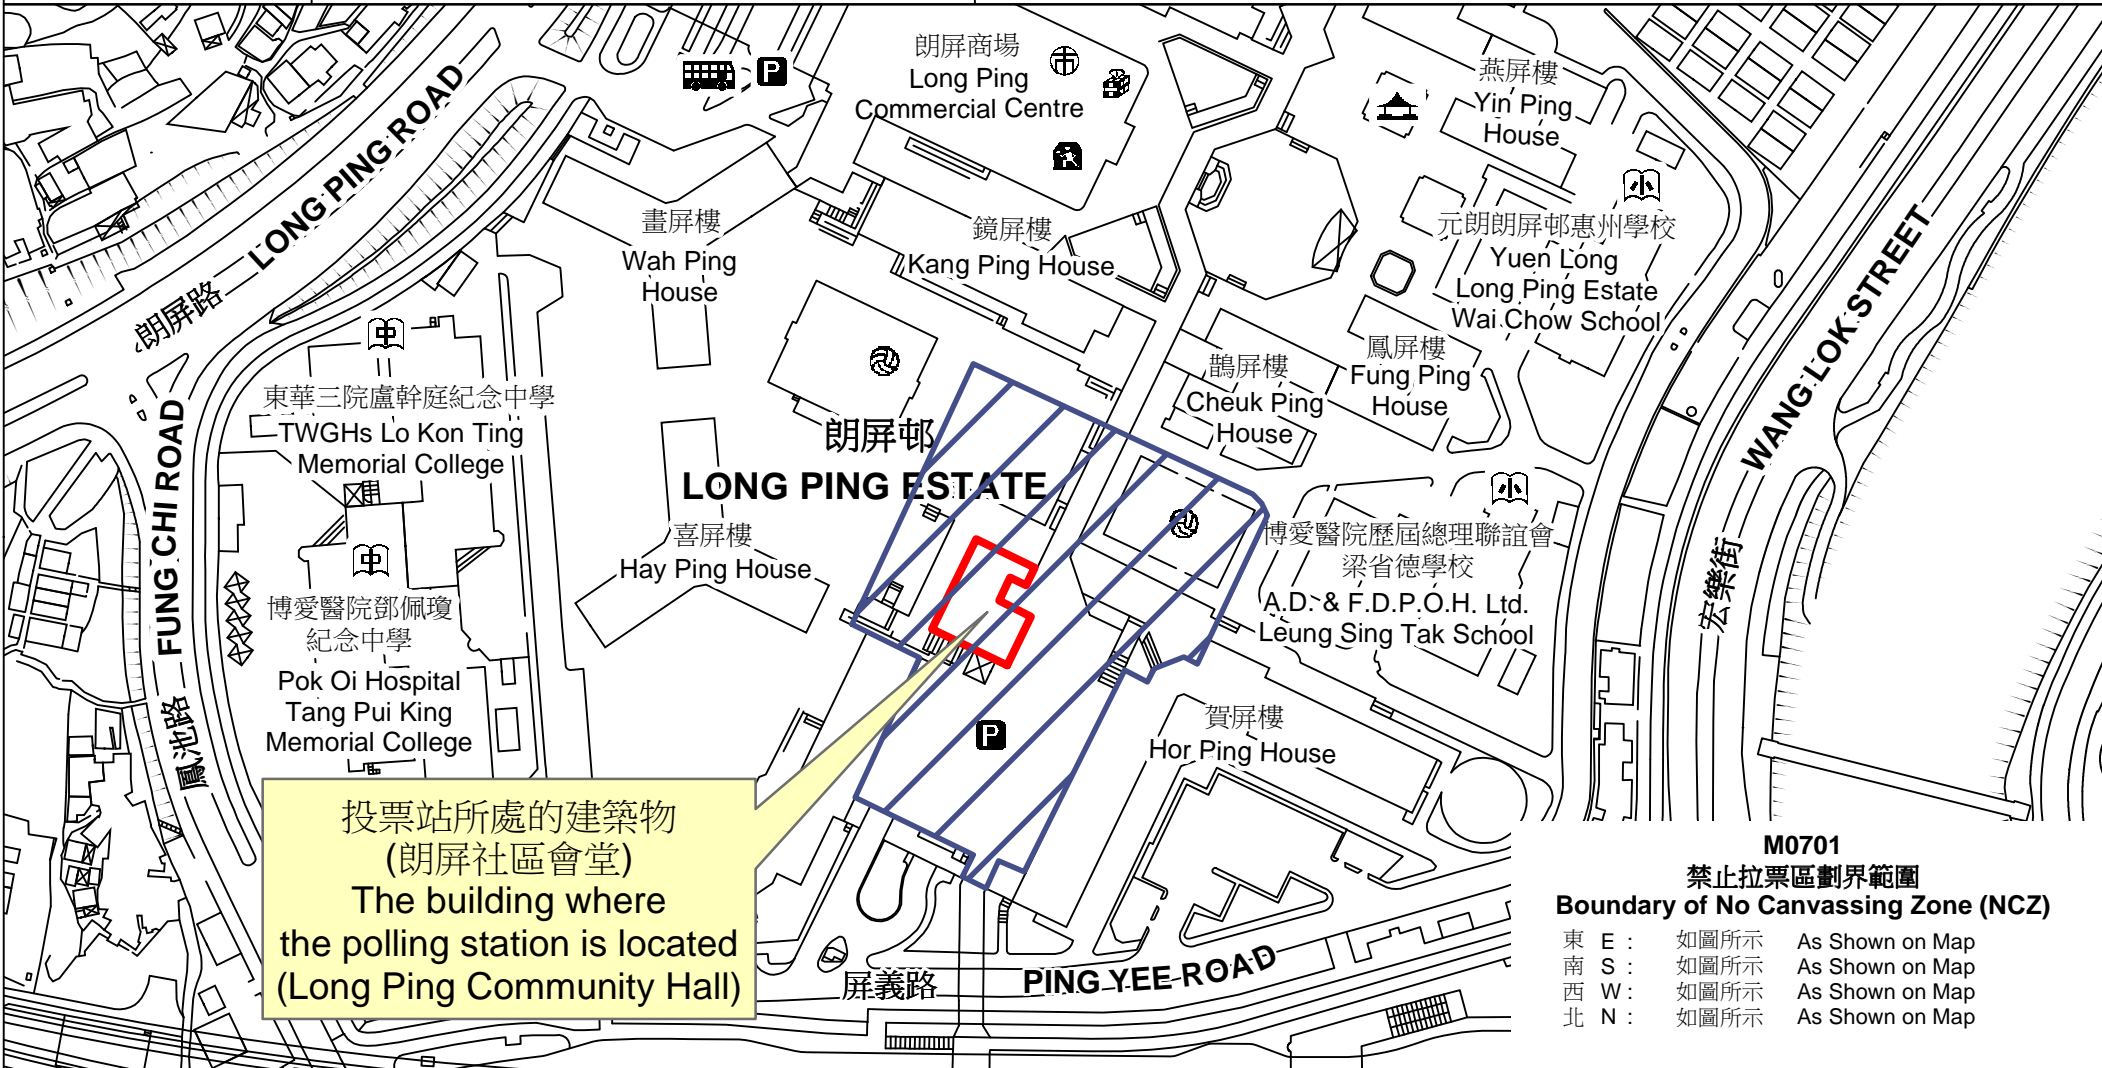 朗屏商場
Long Ping
Commercial Centre
P
燕屏樓
Yin Ping
House
小
LONG PING ROAD
朗屏路
畫屏樓
Wah Ping
House
鏡屏樓
Kang Ping House
元朗朗屏邨惠州學校
Yuen Long
Long Ping Estate
Wai Chow School
WANG LOK STREET
宏樂街
中
東華三院盧幹庭紀念中學
TWGHs Lo Kon Ting
Memorial College
鵲屏樓
Cheuk Ping
House
鳳屏樓
Fung Ping
House
朗屏邨
LONG PING ESTATE
FUNG CHI ROAD
鳳池路
喜屏樓
Hay Ping House
小
博愛醫院歷屆總理聯誼會
梁省德學校
A.D. & F.D.P.O.H. Ltd.
Leung Sing Tak School
中
博愛醫院鄧佩瓊
紀念中學
Pok Oi Hospital
Tang Pui King
Memorial College
P
賀屏樓
Hor Ping House
投票站所處的建築物
(朗屏社區會堂)
The building where
the polling station is located
(Long Ping Community Hall)
屏義路
PING YEE ROAD
M0701
禁止拉票區劃界範圍
Boundary of No Canvassing Zone (NCZ)
東 E : 如圖所示 As Shown on Map
南 S : 如圖所示 As Shown on Map
西 W : 如圖所示 As Shown on Map
北 N : 如圖所示 As Shown on Map